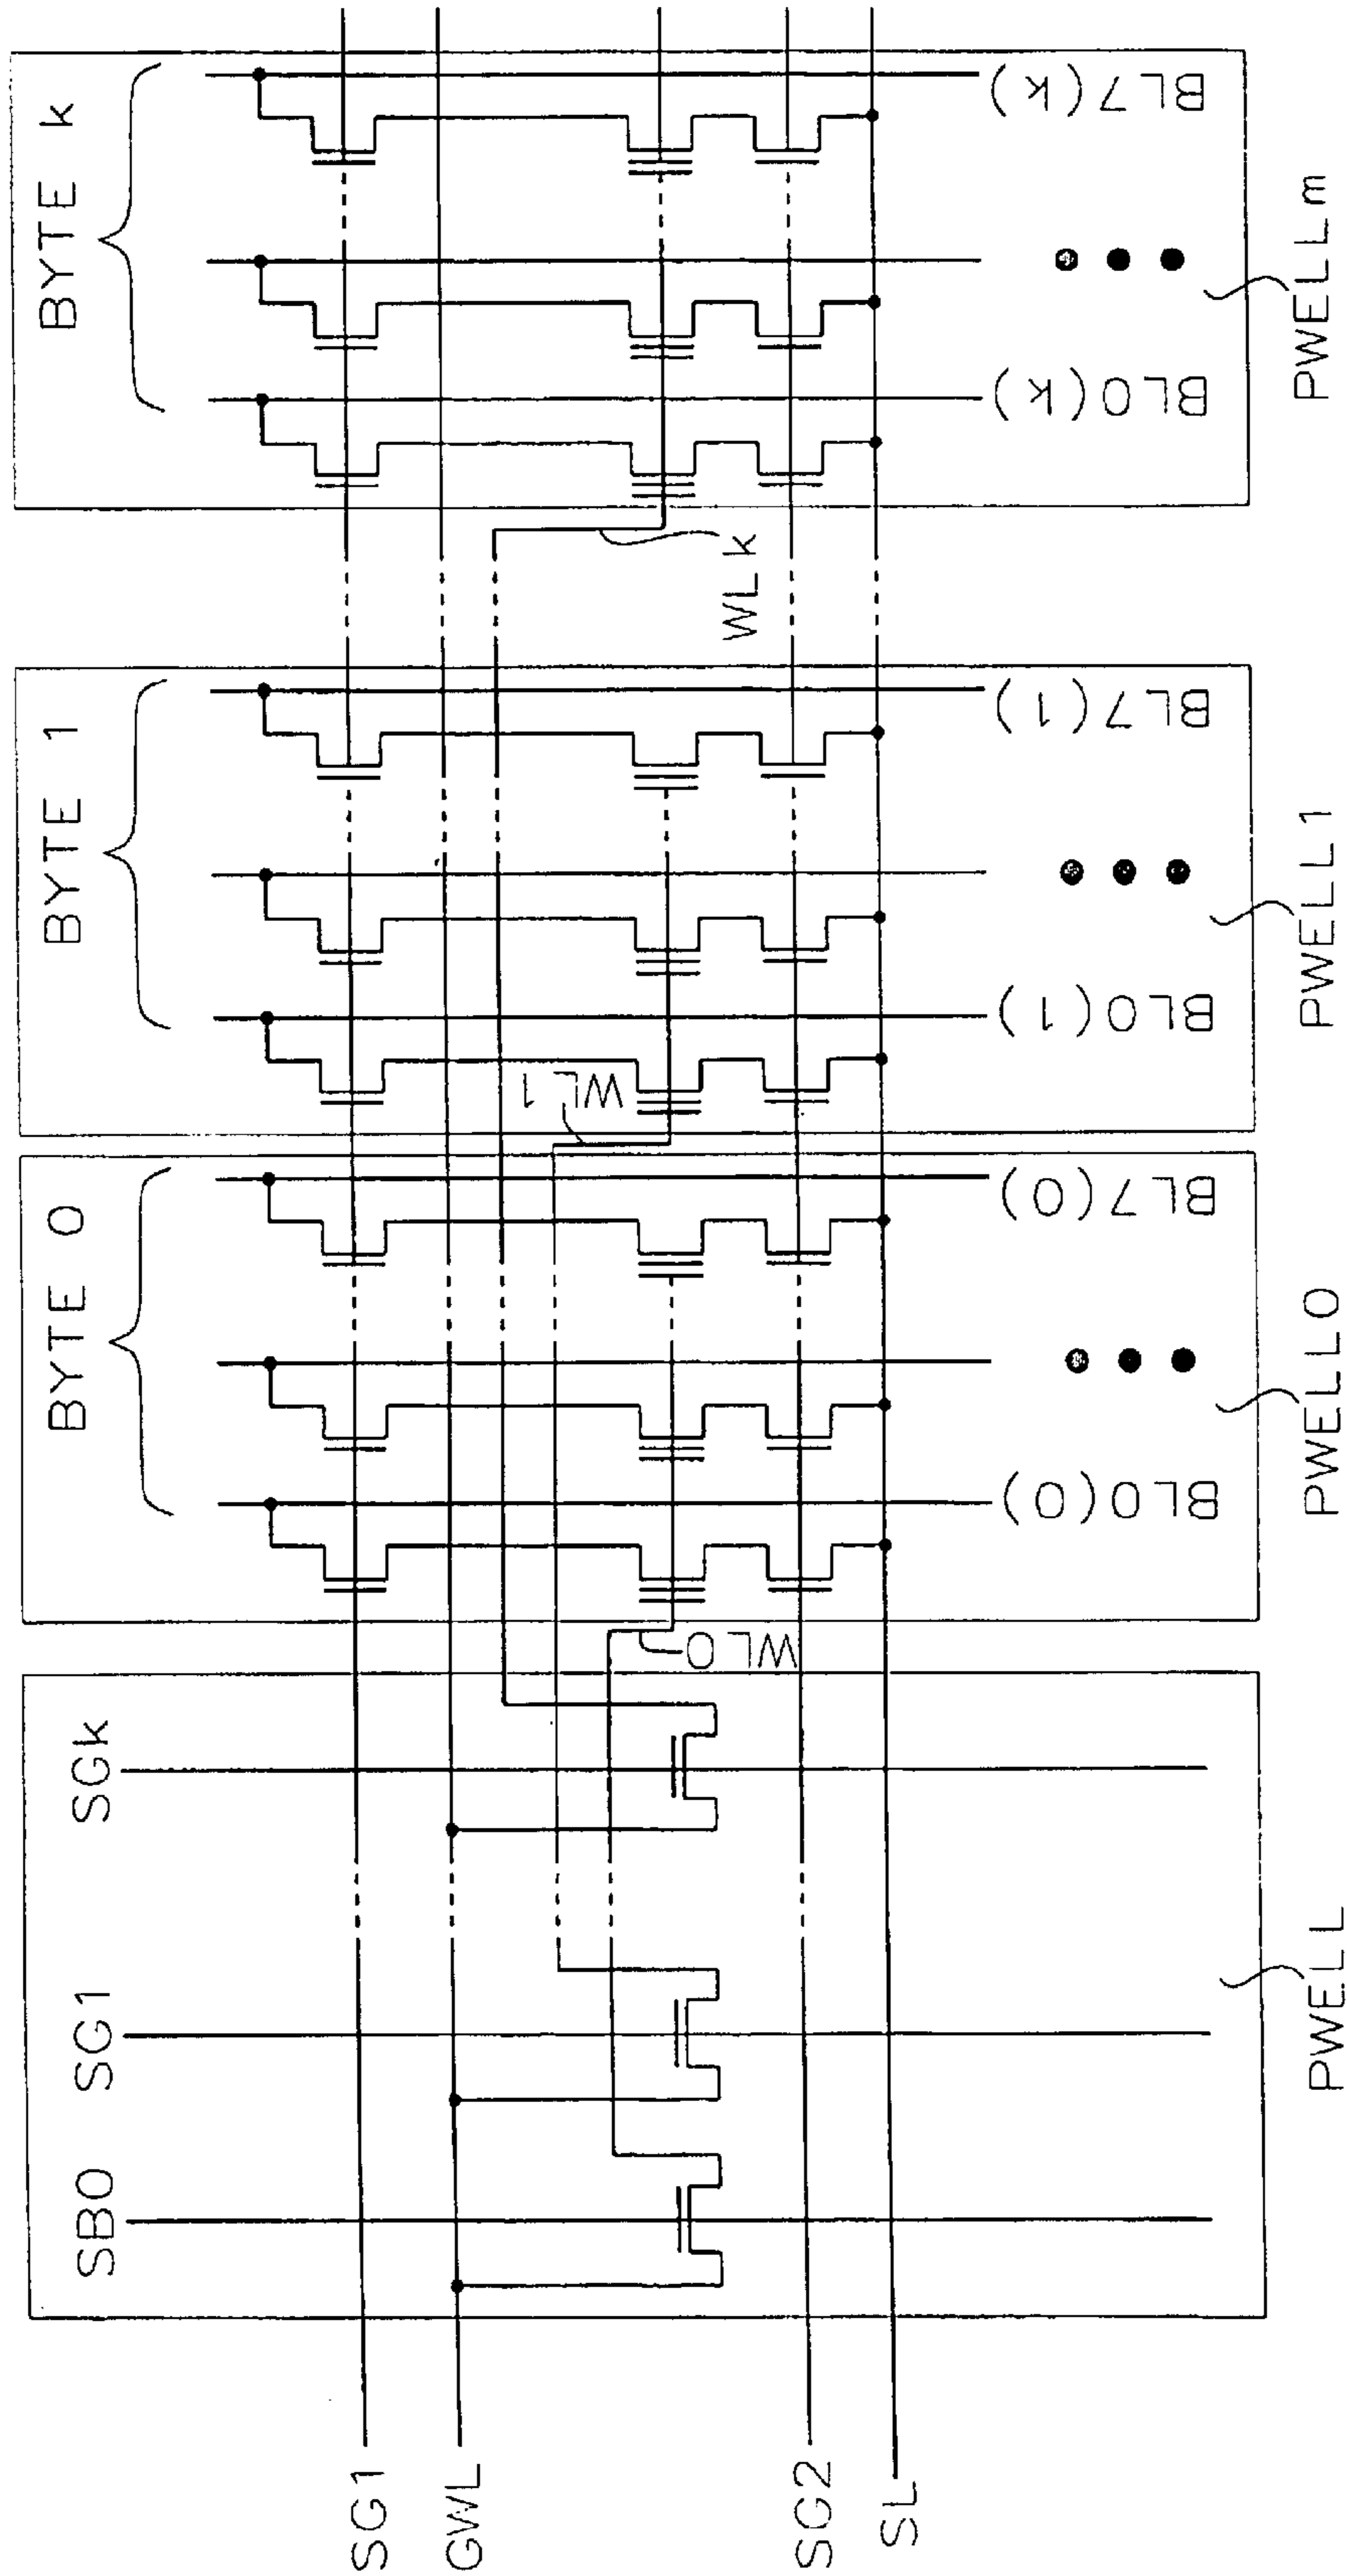 SB0
SG1
SGk
BYTE 0
BYTE 1
BYTE k
SG1
GWL
SG2
SL
WL0
WL1
WLk
BL0(0)
BL7(0)
BL0(1)
BL7(1)
BL0(k)
BL7(k)
PWELL
PWELL0
PWELL1
PWELLm